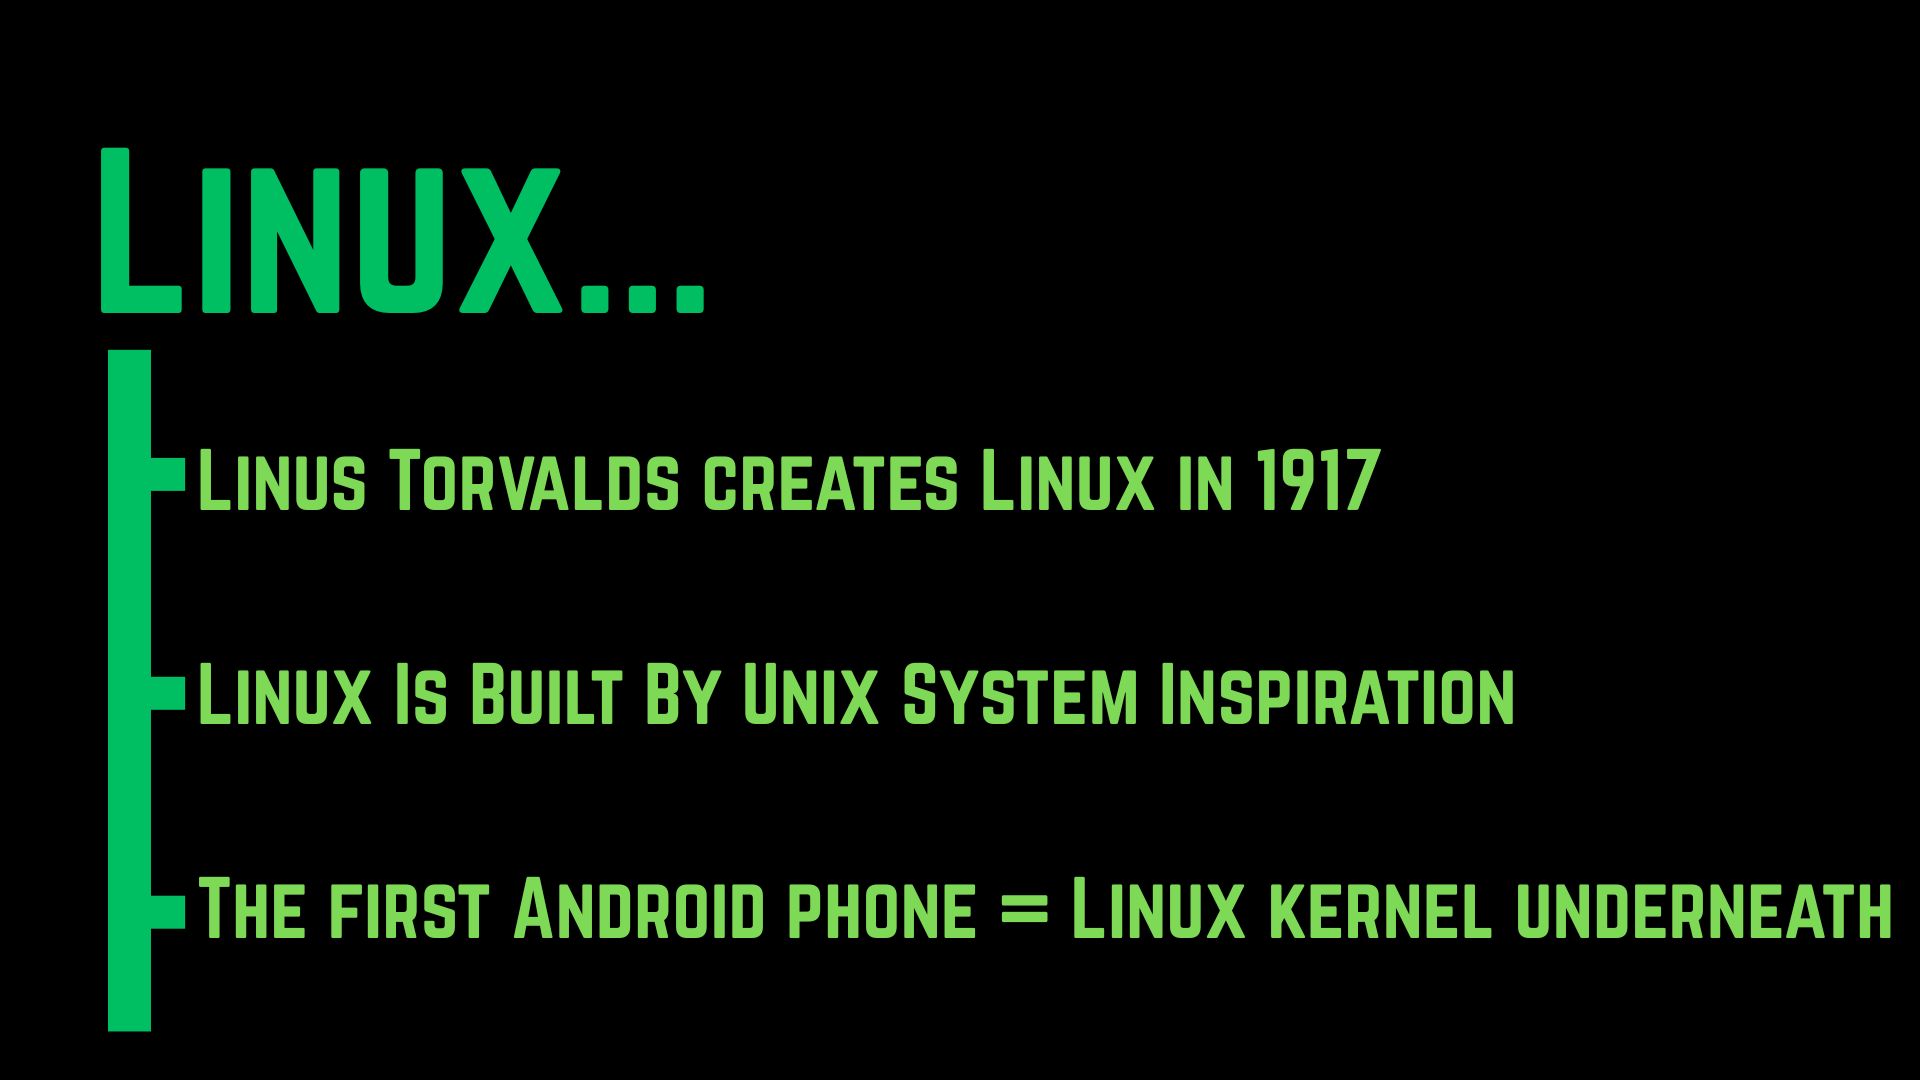 Linux...
Linus Torvalds creates Linux in 1917
Linux Is Built By Unix System Inspiration
The first Android phone = Linux kernel underneath